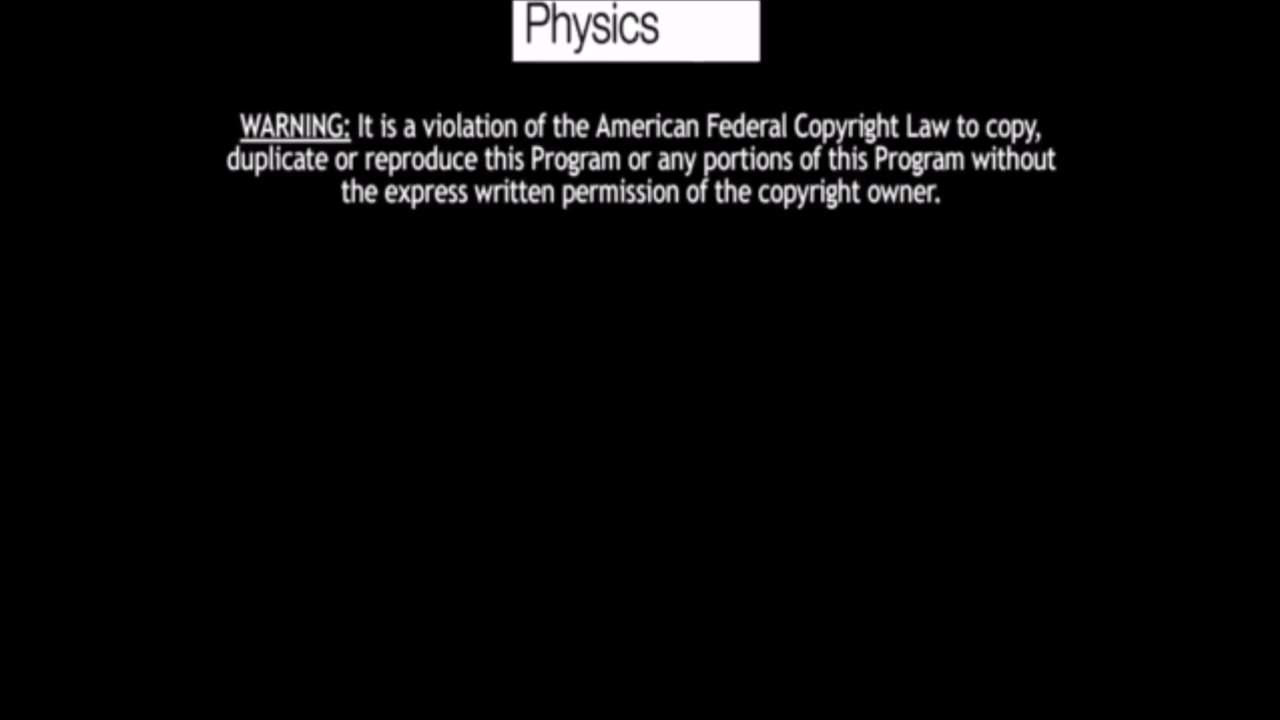 Physics
WARNING: It is a violation of the American Federal Copyright Law to copy,
duplicate or reproduce this Program or any portions of this Program without
the express written permission of the copyright owner.